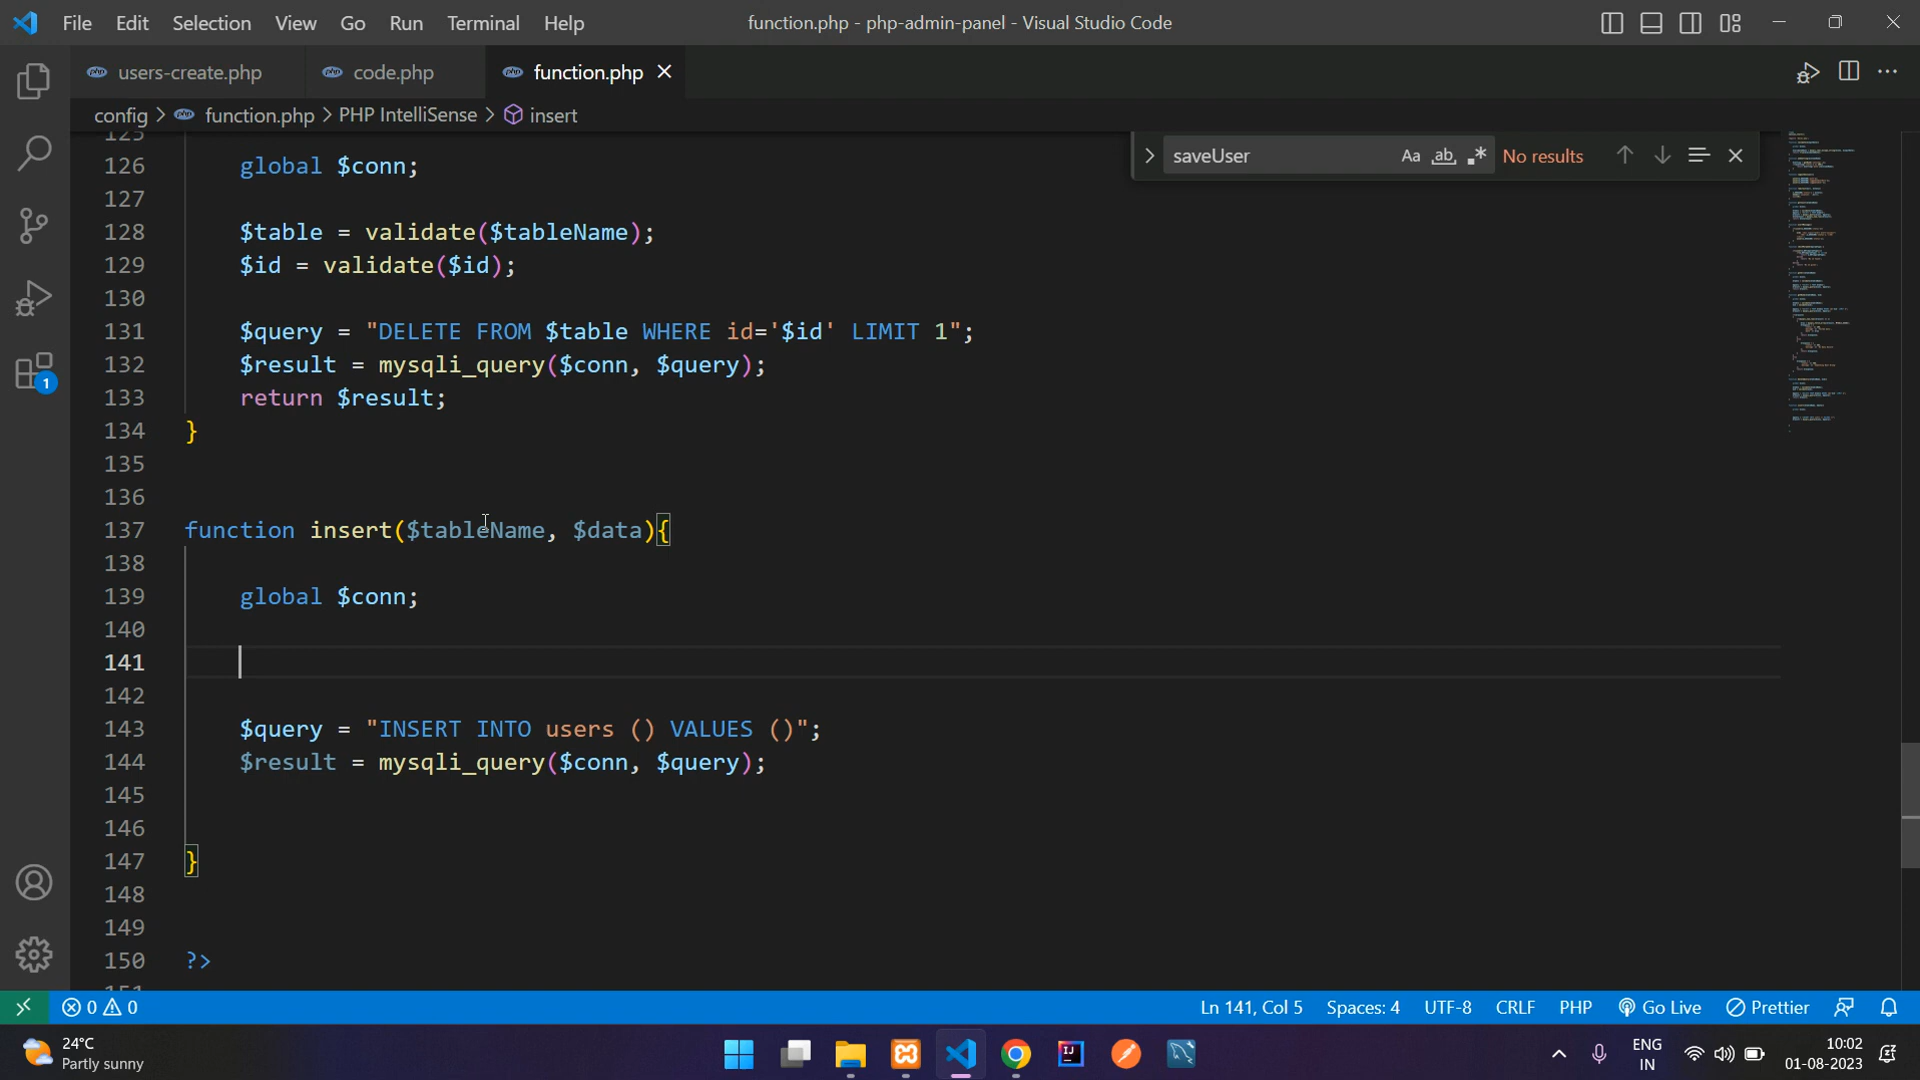 File Edit Selection View Go Run Terminal Help function.php - php-admin-panel - Visual Studio Code
users-create.php code.php function.php
config > function.php > PHP IntelliSense > insert
saveUser Aa ab No results
125
126 global $conn;
127
128 $table = validate($tableName);
129 $id = validate($id);
130
131 $query = "DELETE FROM $table WHERE id='$id' LIMIT 1";
132 $result = mysqli_query($conn, $query);
133 return $result;
134 }
135
136
137 function insert($tableName, $data){
138
139 global $conn;
140
141
142
143 $query = "INSERT INTO users () VALUES ()";
144 $result = mysqli_query($conn, $query);
145
146
147 }
148
149
150 ?>
1
0 0 Ln 141, Col 5 Spaces: 4 UTF-8 CRLF PHP Go Live Prettier
24°C
Partly sunny
ENG
IN
10:02
01-08-2023